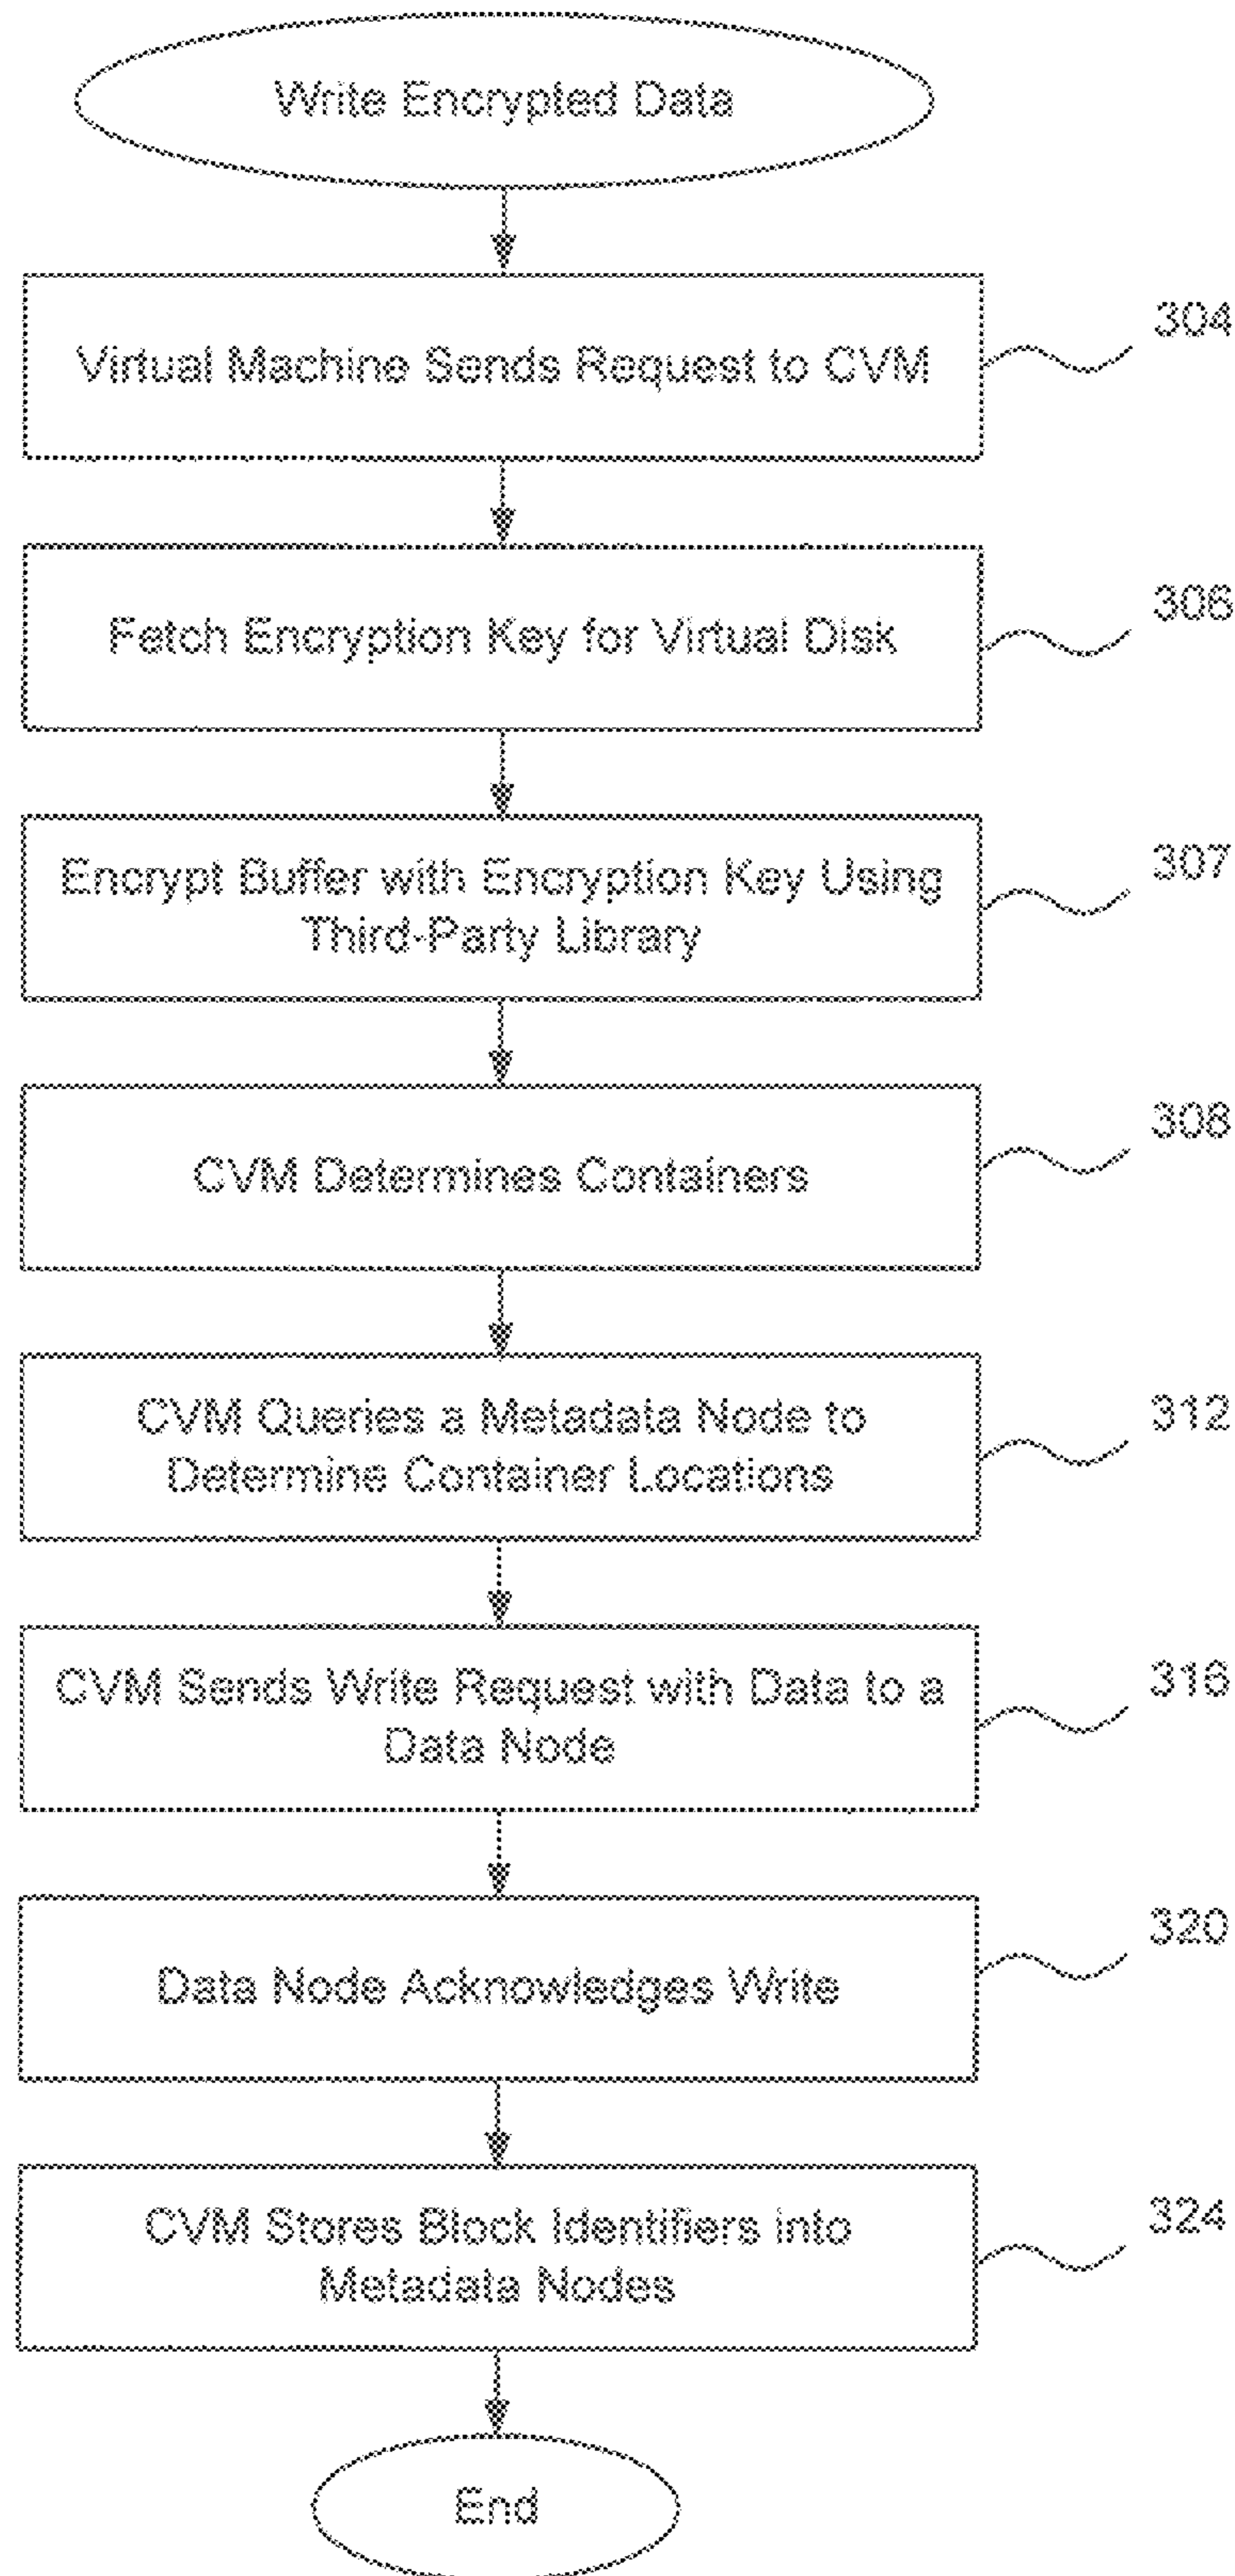 Write Encrypted Data
Virtual Machine Sends Request to CVM
304
Fetch Encryption Key for Virtual Disk
306
Encrypt Buffer with Encryption Key Using
Third-Party Library
307
CVM Determines Containers
308
CVM Queries a Metadata Node to
Determine Container Locations
312
CVM Sends Write Request with Data to a
Data Node
316
Data Node Acknowledges Write
320
CVM Stores Block Identifiers into
Metadata Nodes
324
End